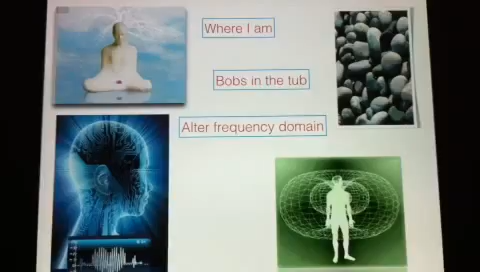 Where I am
Bobs in the tub
Alter frequency domain